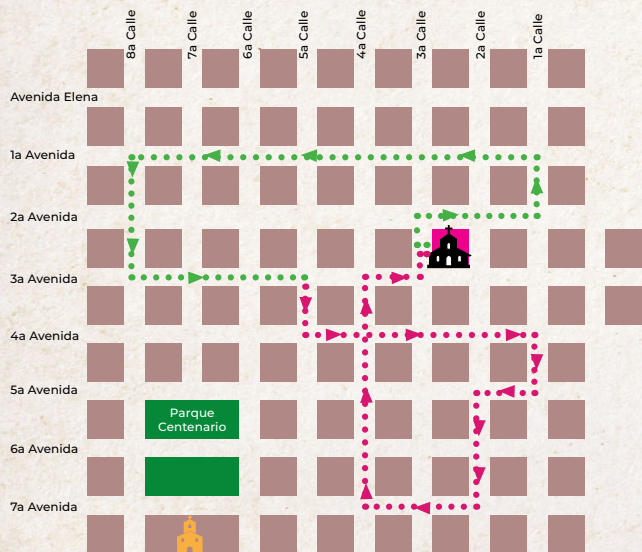 8a Calle
7a Calle
6a Calle
5a Calle
4a Calle
3a Calle
2a Calle
1a Calle
Avenida Elena
1a Avenida
2a Avenida
3a Avenida
4a Avenida
5a Avenida
Parque
Centenario
6a Avenida
7a Avenida